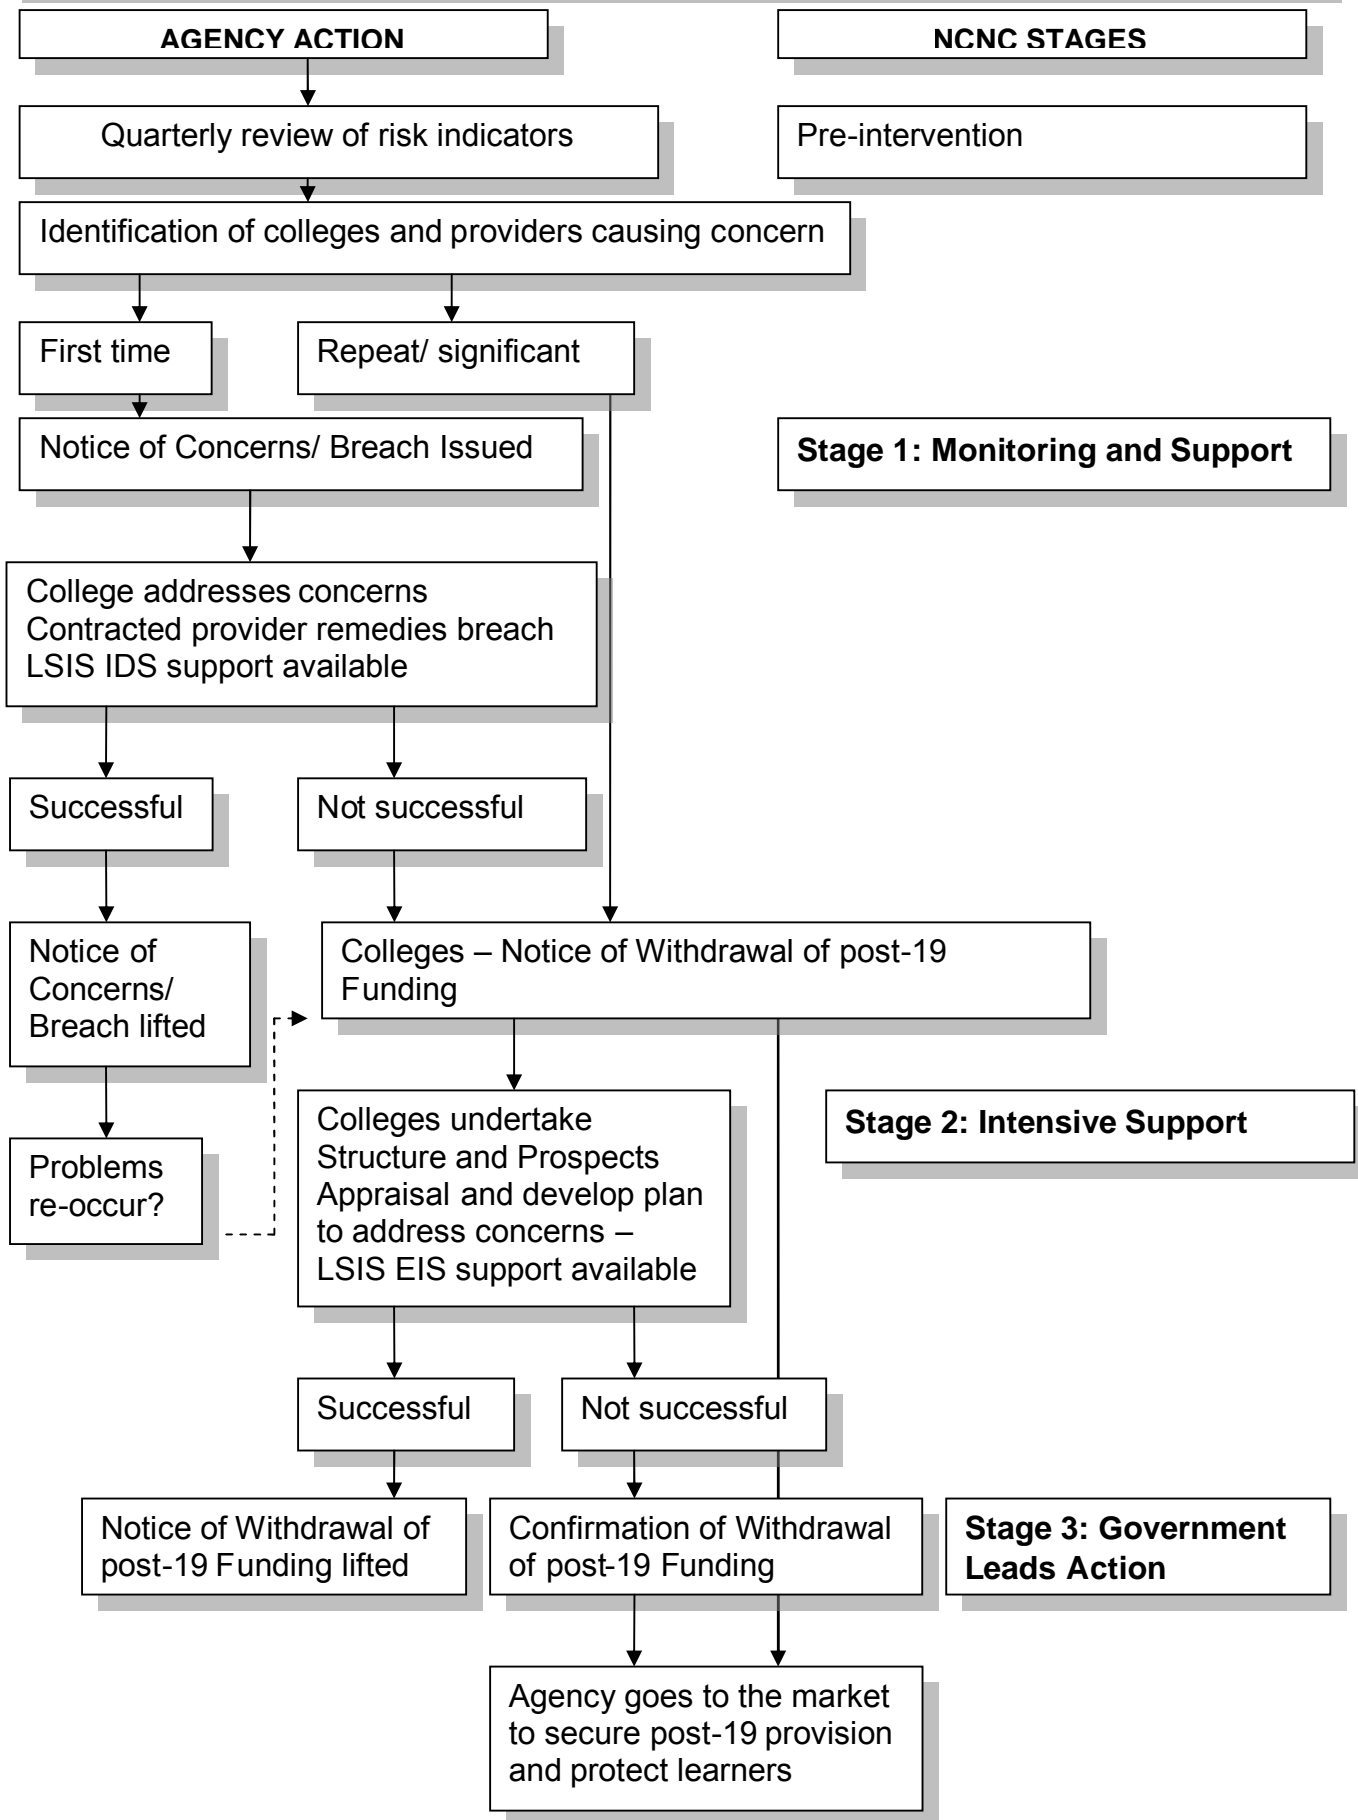 AGENCY ACTION
NCNC STAGES
Quarterly review of risk indicators
Pre-intervention
Identification of colleges and providers causing concern
First time
Repeat/ significant
Notice of Concerns/ Breach Issued
Stage 1: Monitoring and Support
College addresses concerns
Contracted provider remedies breach
LSIS IDS support available
Successful
Not successful
Notice of
Concerns/
Breach lifted
Colleges – Notice of Withdrawal of post-19
Funding
Problems
re-occur?
Colleges undertake
Structure and Prospects
Appraisal and develop plan
to address concerns –
LSIS EIS support available
Stage 2: Intensive Support
Successful
Not successful
Notice of Withdrawal of
post-19 Funding lifted
Confirmation of Withdrawal
of post-19 Funding
Stage 3: Government
Leads Action
Agency goes to the market
to secure post-19 provision
and protect learners